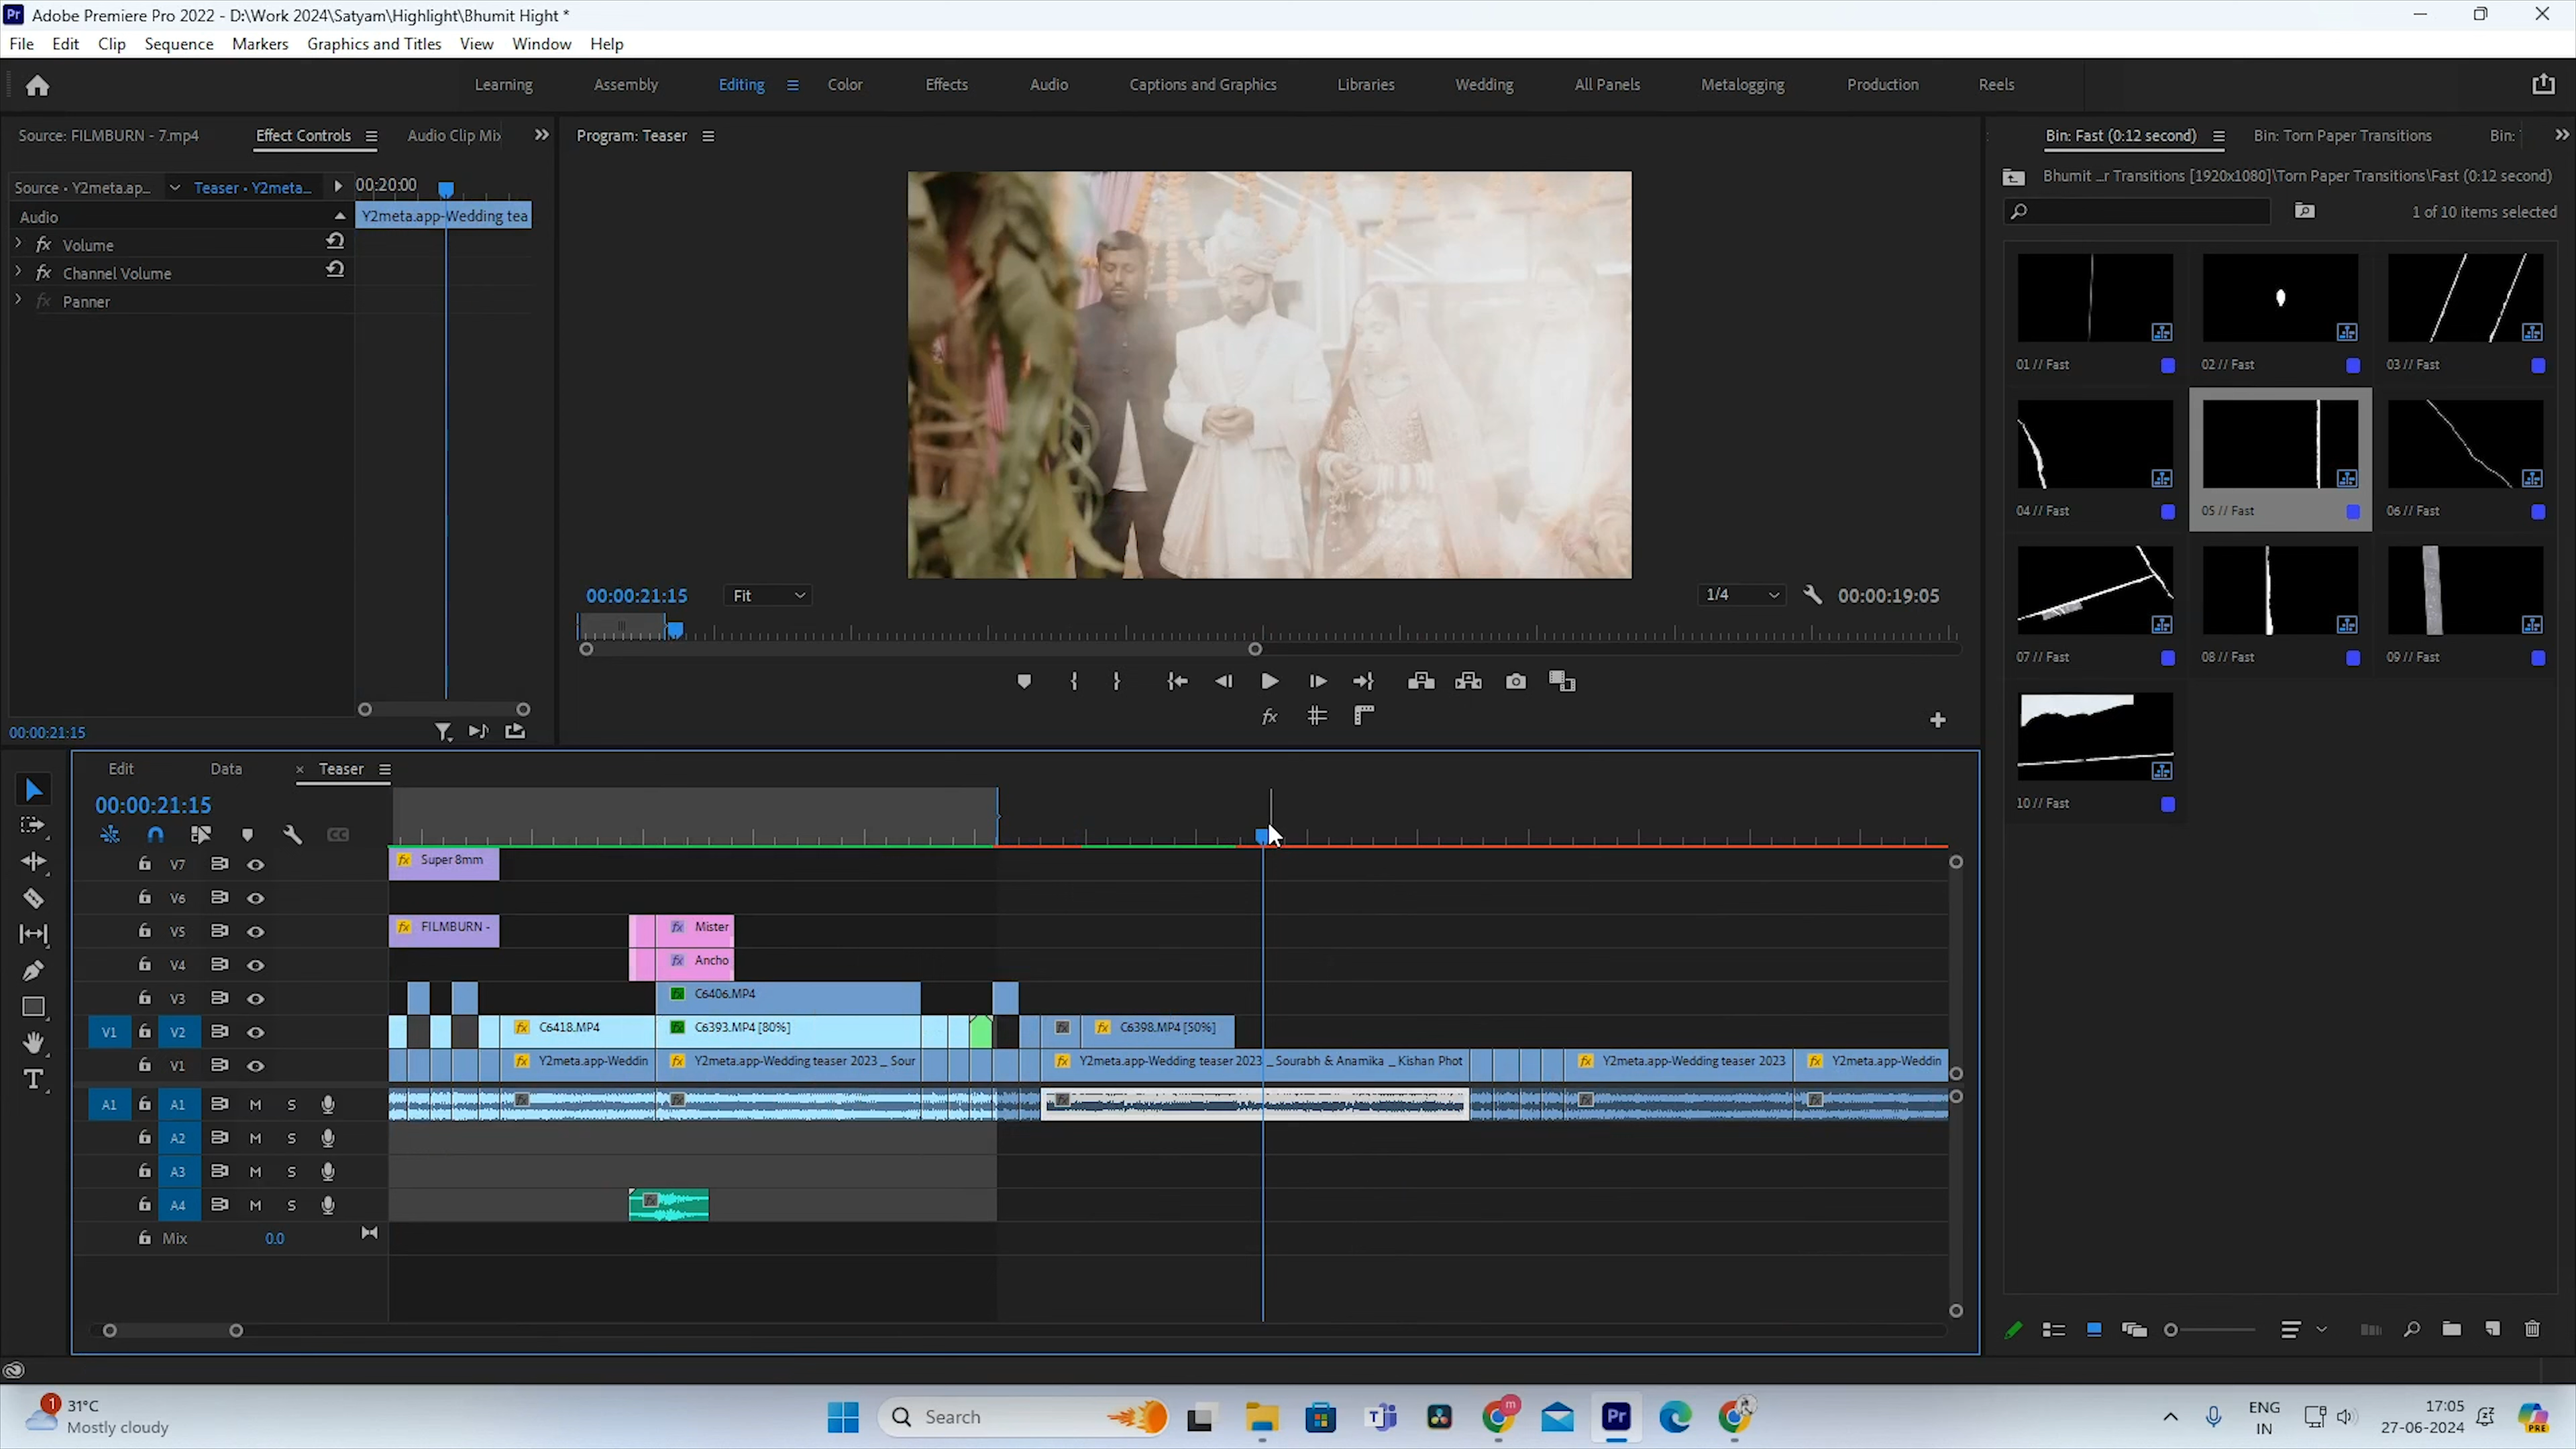 Adobe Premiere Pro 2022 - D:\Work 2024\Satyam\Highlight\Bhumit Hight *
File Edit Clip Sequence Markers Graphics and Titles View Window Help
Learning Assembly Editing Color Effects Audio Captions and Graphics Libraries Wedding All Panels Metalogging Production Reels
Source: FILMBURN - 7.mp4 Effect Controls Audio Clip Mix
Source • Y2meta.ap... Teaser • Y2meta... 00:20:00
Audio Y2meta.app-Wedding tea
fx Volume
fx Channel Volume
fx Panner
00:00:21:15
Program: Teaser
00:00:21:15 Fit 1/4 00:00:19:05
Bin: Fast (0:12 second) Bin: Torn Paper Transitions Bin:
Bhumit _r Transitions [1920x1080]\Torn Paper Transitions\Fast (0:12 second)
1 of 10 items selected
01 // Fast 02 // Fast 03 // Fast
04 // Fast 05 // Fast 06 // Fast
07 // Fast 08 // Fast 09 // Fast
10 // Fast
Edit Data × Teaser
00:00:21:15
CC
V7 fx Super 8mm
V6
V5 fx FILMBURN - fx Mister
V4 fx Ancho
V3 C6406.MP4
V1 V2 fx C6418.MP4 C6393.MP4 [80%] fx C6398.MP4 [50%]
V1 fx Y2meta.app-Weddin fx Y2meta.app-Wedding teaser 2023 _ Sour fx Y2meta.app-Wedding teaser 2023 _ Sourabh & Anamika _ Kishan Phot fx Y2meta.app-Wedding teaser 2023 fx Y2meta.app-Weddin
A1 A1 M S
A2 M S
A3 M S
A4 M S
Mix 0.0
1 31°C
Mostly cloudy
Search
Pr
ENG
IN
17:05
27-06-2024
PRE